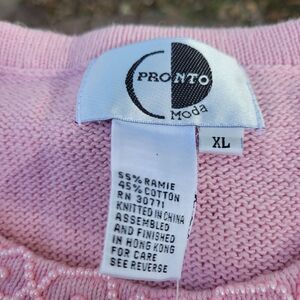 PRONTO
Moda
XL
55% RAMIE
45% COTTON
RN 30771
KNITTED IN CHINA
ASSEMBLED
AND FINISHED
IN HONG KONG
FOR CARE
SEE REVERSE